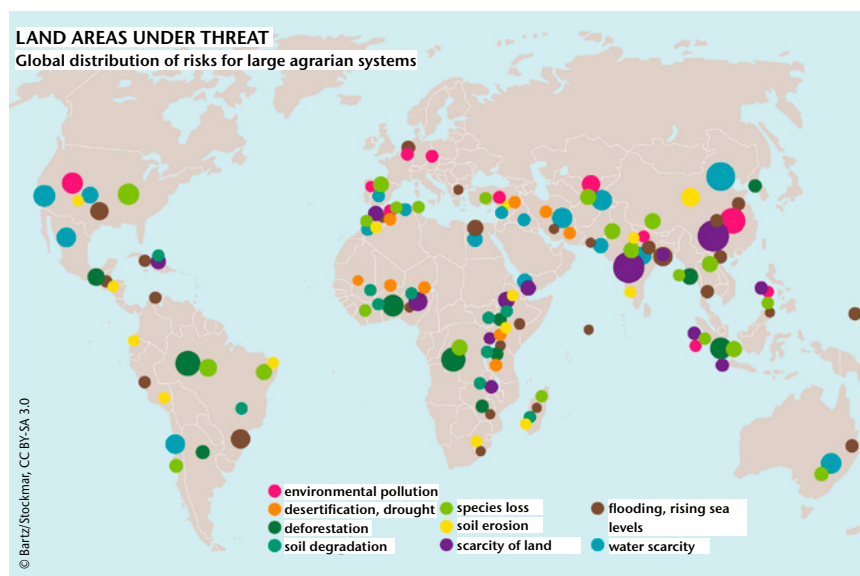 LAND AREAS UNDER THREAT
Global distribution of risks for large agrarian systems
© Bartz/Stockmar, CC BY-SA 3.0
environmental pollution
desertification, drought
deforestation
soil degradation
species loss
soil erosion
scarcity of land
flooding, rising sea
levels
water scarcity